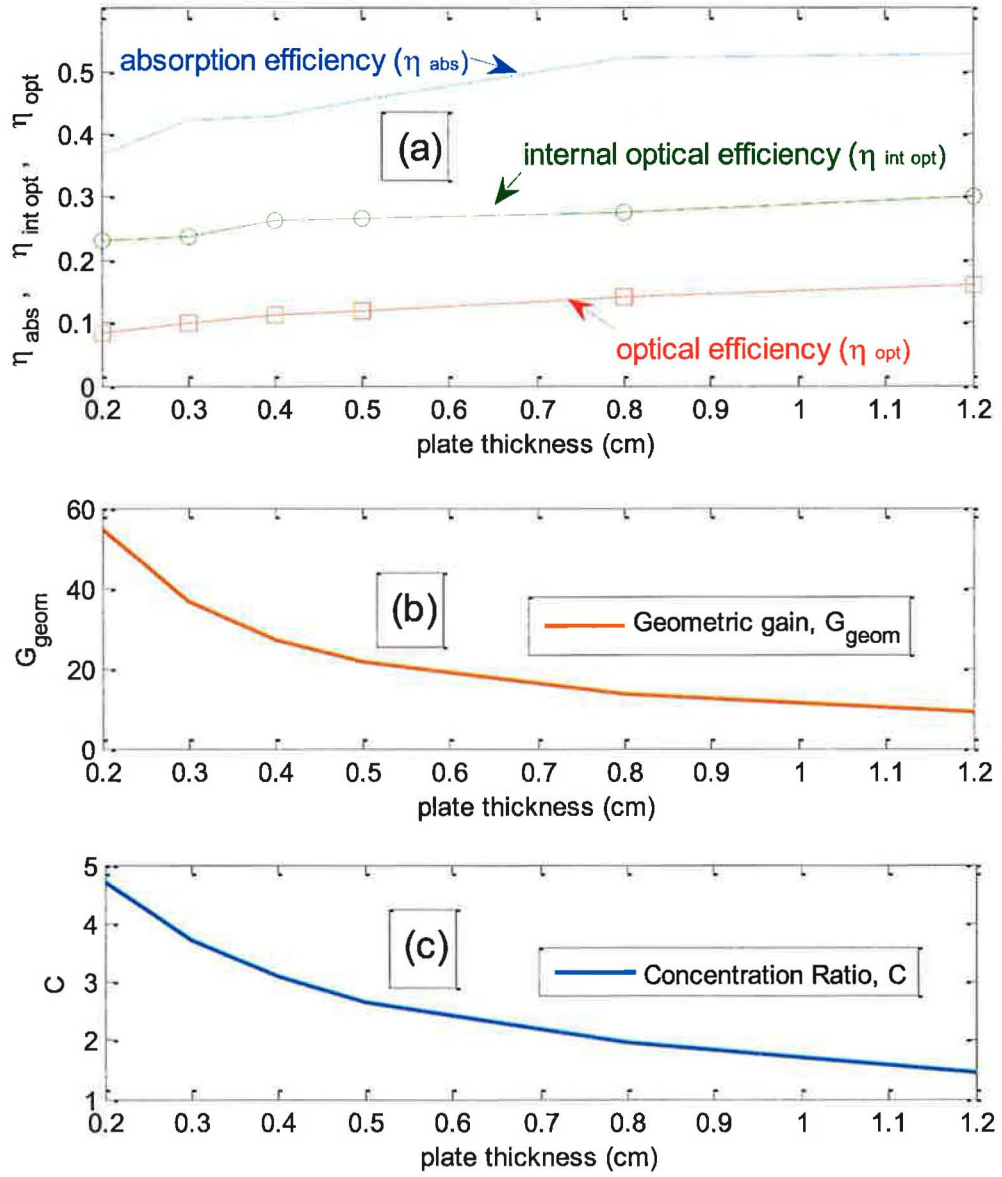 absorption efficiency (η abs)
(a)
internal optical efficiency (η int opt)
optical efficiency (η opt)
η abs , η int opt , η opt
0.5
0.4
0.3
0.2
0.1
0
0.2 0.3 0.4 0.5 0.6 0.7 0.8 0.9 1 1.1 1.2
plate thickness (cm)
60
40
20
0
G geom
(b)
Geometric gain, G geom
0.2 0.3 0.4 0.5 0.6 0.7 0.8 0.9 1 1.1 1.2
plate thickness (cm)
5
4
3
2
1
C
(c)
Concentration Ratio, C
0.2 0.3 0.4 0.5 0.6 0.7 0.8 0.9 1 1.1 1.2
plate thickness (cm)